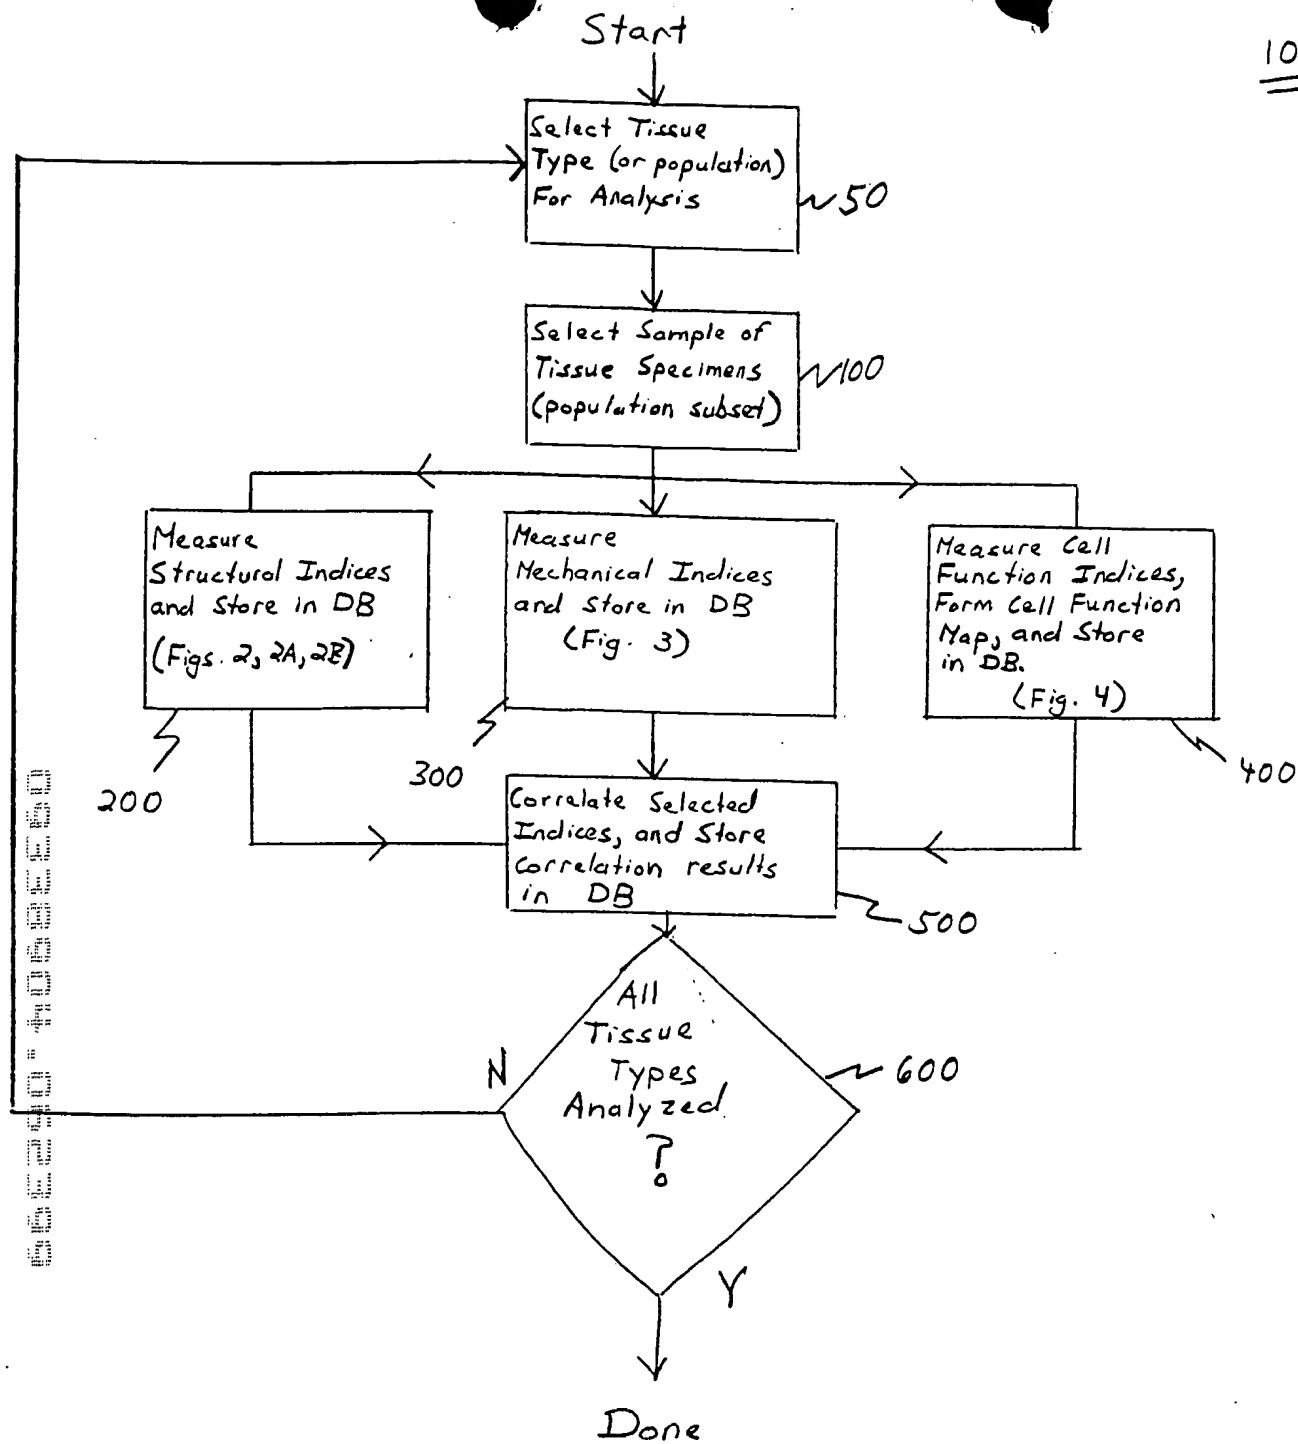 Start
10
Select Tissue
Type (or population)
For Analysis
50
Select Sample of
Tissue Specimens
(population subset)
100
Measure
Structural Indices
and Store in DB
(Figs. 2, 2A, 2B)
200
Measure
Mechanical Indices
and Store in DB
(Fig. 3)
300
Measure Cell
Function Indices,
Form Cell Function
Map, and Store
in DB.
(Fig. 4)
400
Correlate Selected
Indices, and Store
Correlation results
in DB
500
All
Tissue
Types
Analyzed
?
600
N
Y
Done
09338904.062399